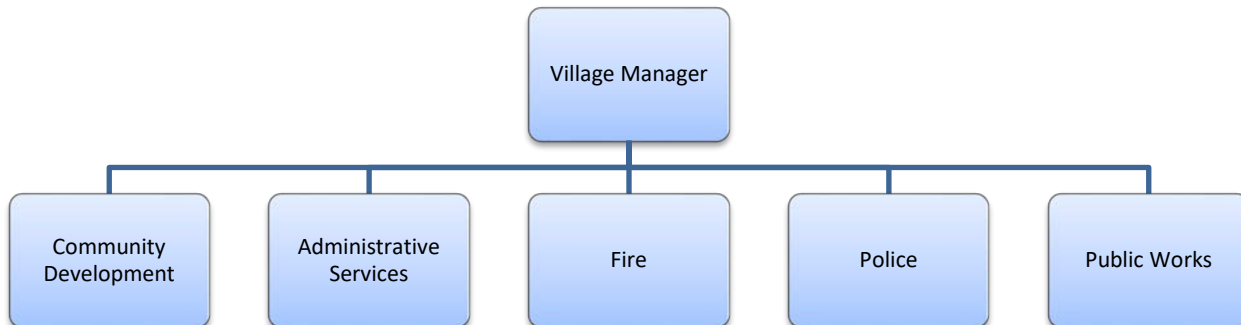 Village Manager
Community
Development
Administrative
Services
Fire
Police
Public Works